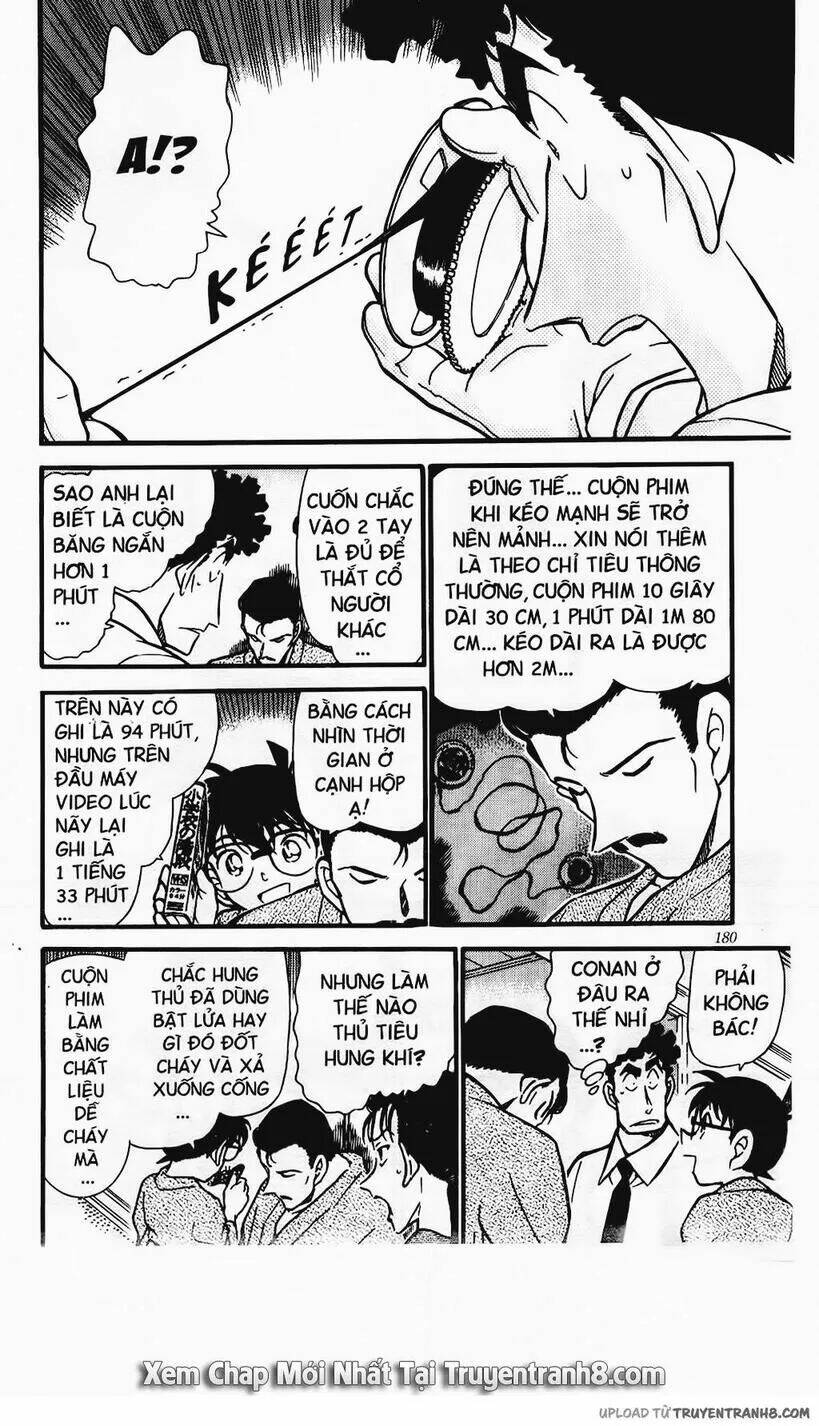 A!?
KÉÉÉT
ĐÚNG THẾ... CUỘN PHIM
KHI KÉO MẠNH SẼ TRỞ
NÊN MẢNH... XIN NÓI THÊM
LÀ THEO CHỈ TIÊU THÔNG
THƯỜNG, CUỘN PHIM 10 GIÂY
DÀI 30 CM, 1 PHÚT DÀI 1M 80
CM... KÉO DÀI RA LÀ ĐƯỢC
HƠN 2M...
CUỐN CHẮC
VÀO 2 TAY
LÀ ĐỦ ĐỂ
THẮT CỔ
NGƯỜI
KHÁC
...
SAO ANH LẠI
BIẾT LÀ CUỘN
BĂNG NGẮN
HƠN 1
PHÚT
...
BẰNG CÁCH
NHÌN THỜI
GIAN Ở
CẠNH HỘP
Ạ!
TRÊN NÀY CÓ
GHI LÀ 94 PHÚT,
NHƯNG TRÊN
ĐẦU MÁY
VIDEO LÚC
NÃY LẠI
GHI LÀ
1 TIẾNG
33 PHÚT
...
VHS
180
PHẢI
KHÔNG
BÁC!
CONAN Ở
ĐÂU RA
THẾ NHỈ
...?
NHƯNG LÀM
THẾ NÀO
THỦ TIÊU
HUNG KHÍ?
CHẮC HUNG
THỦ ĐÃ DÙNG
BẬT LỬA HAY
GÌ ĐÓ ĐỐT
CHÁY VÀ XẢ
XUỐNG CỐNG
...
CUỘN
PHIM
LÀM
BẰNG
CHẤT
LIỆU
DỄ
CHÁY
MÀ
...
Xem Chap Mới Nhất Tại Truyentranh8.com
UPLOAD TỪ TRUYENTRANH8.COM